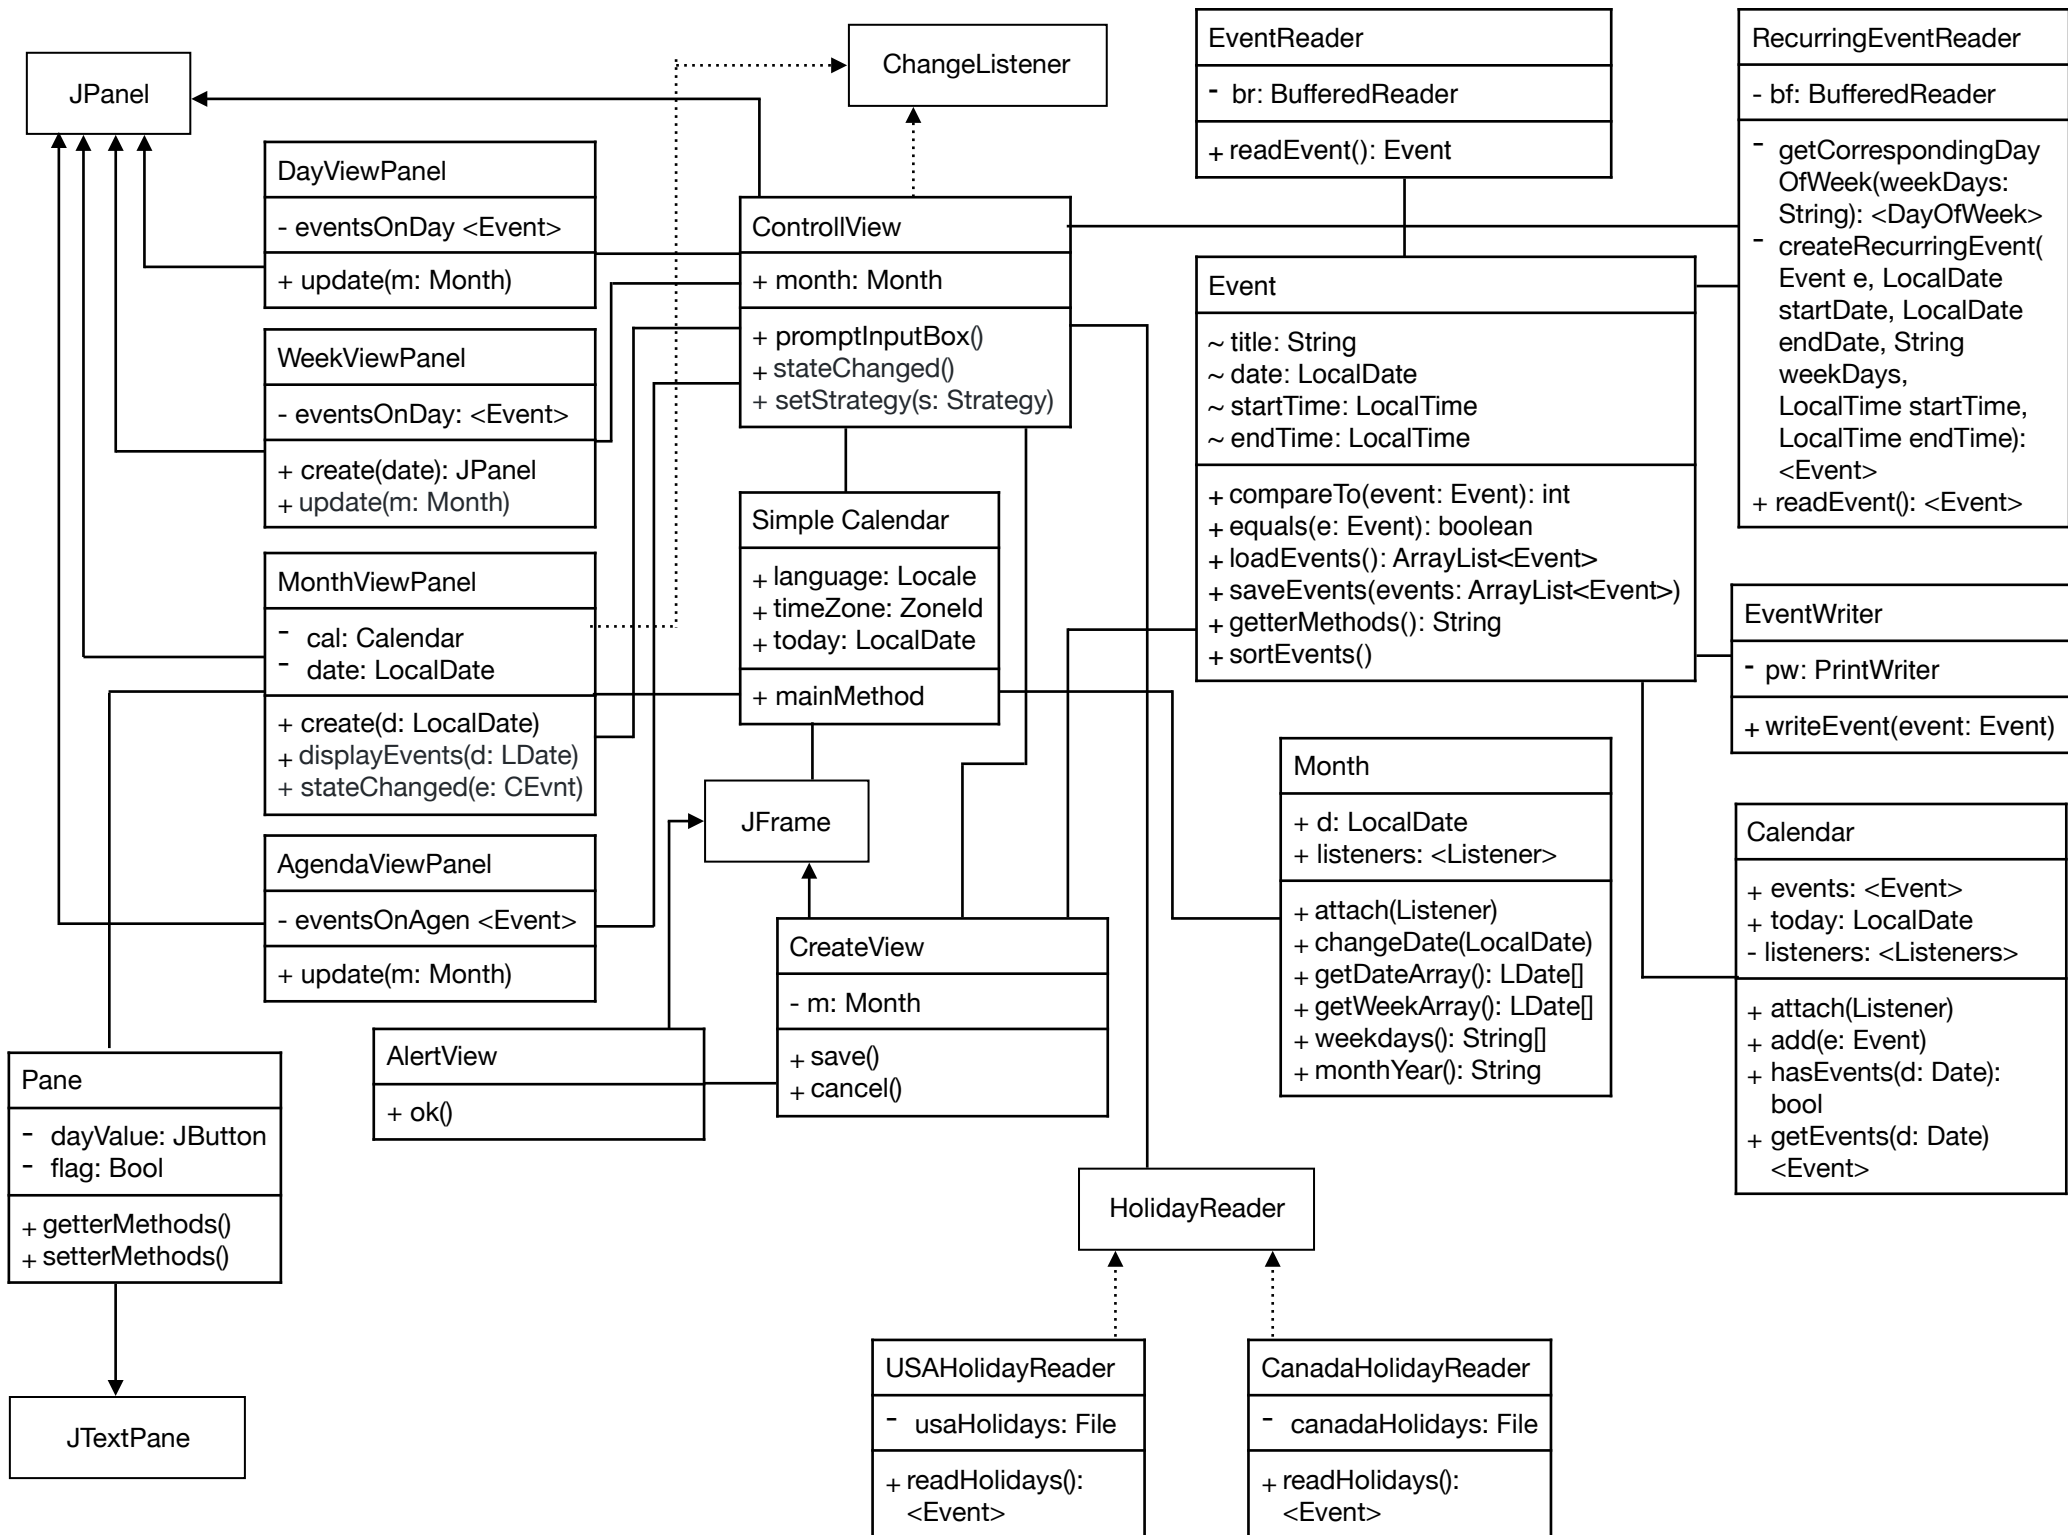 JPanel
ChangeListener
EventReader
- br: BufferedReader
+ readEvent(): Event
RecurringEventReader
- bf: BufferedReader
- getCorrespondingDay
OfWeek(weekDays:
String): <DayOfWeek>
- createRecurringEvent(
Event e, LocalDate
startDate, LocalDate
endDate, String
weekDays,
LocalTime startTime,
LocalTime endTime):
<Event>
+ readEvent(): <Event>
DayViewPanel
- eventsOnDay <Event>
+ update(m: Month)
ControllView
+ month: Month
+ promptInputBox()
+ stateChanged()
+ setStrategy(s: Strategy)
Event
~ title: String
~ date: LocalDate
~ startTime: LocalTime
~ endTime: LocalTime
+ compareTo(event: Event): int
+ equals(e: Event): boolean
+ loadEvents(): ArrayList<Event>
+ saveEvents(events: ArrayList<Event>)
+ getterMethods(): String
+ sortEvents()
WeekViewPanel
- eventsOnDay: <Event>
+ create(date): JPanel
+ update(m: Month)
Simple Calendar
+ language: Locale
+ timeZone: ZoneId
+ today: LocalDate
+ mainMethod
MonthViewPanel
- cal: Calendar
- date: LocalDate
+ create(d: LocalDate)
+ displayEvents(d: LDate)
+ stateChanged(e: CEvnt)
EventWriter
- pw: PrintWriter
+ writeEvent(event: Event)
JFrame
Month
+ d: LocalDate
+ listeners: <Listener>
+ attach(Listener)
+ changeDate(LocalDate)
+ getDateArray(): LDate[]
+ getWeekArray(): LDate[]
+ weekdays(): String[]
+ monthYear(): String
Calendar
+ events: <Event>
+ today: LocalDate
- listeners: <Listeners>
+ attach(Listener)
+ add(e: Event)
+ hasEvents(d: Date):
bool
+ getEvents(d: Date)
<Event>
AgendaViewPanel
- eventsOnAgen <Event>
+ update(m: Month)
CreateView
- m: Month
+ save()
+ cancel()
AlertView
+ ok()
Pane
- dayValue: JButton
- flag: Bool
+ getterMethods()
+ setterMethods()
HolidayReader
JTextPane
USAHolidayReader
- usaHolidays: File
+ readHolidays():
<Event>
CanadaHolidayReader
- canadaHolidays: File
+ readHolidays():
<Event>